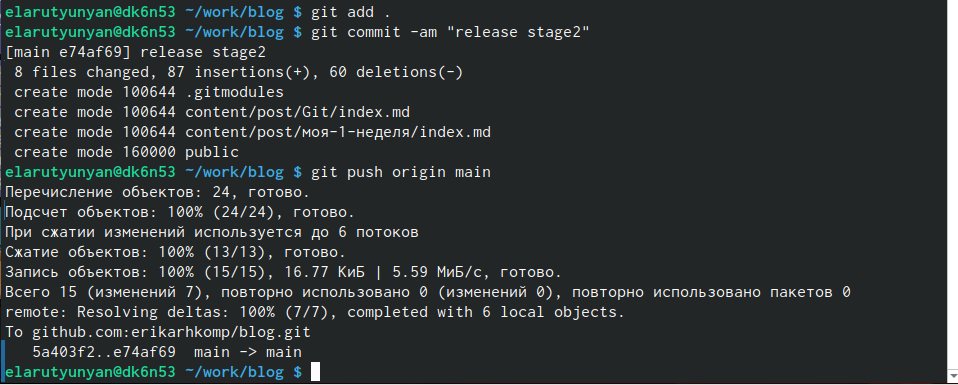 elarutyunyan@dk6n53 ~/work/blog $ git add .
elarutyunyan@dk6n53 ~/work/blog $ git commit -am "release stage2"
[main e74af69] release stage2
 8 files changed, 87 insertions(+), 60 deletions(-)
 create mode 100644 .gitmodules
 create mode 100644 content/post/Git/index.md
 create mode 100644 content/post/моя-1-неделя/index.md
 create mode 160000 public
elarutyunyan@dk6n53 ~/work/blog $ git push origin main
Перечисление объектов: 24, готово.
Подсчет объектов: 100% (24/24), готово.
При сжатии изменений используется до 6 потоков
Сжатие объектов: 100% (13/13), готово.
Запись объектов: 100% (15/15), 16.77 КиБ | 5.59 МиБ/с, готово.
Всего 15 (изменений 7), повторно использовано 0 (изменений 0), повторно использовано пакетов 0
remote: Resolving deltas: 100% (7/7), completed with 6 local objects.
To github.com:erikarhkomp/blog.git
   5a403f2..e74af69  main -> main
elarutyunyan@dk6n53 ~/work/blog $